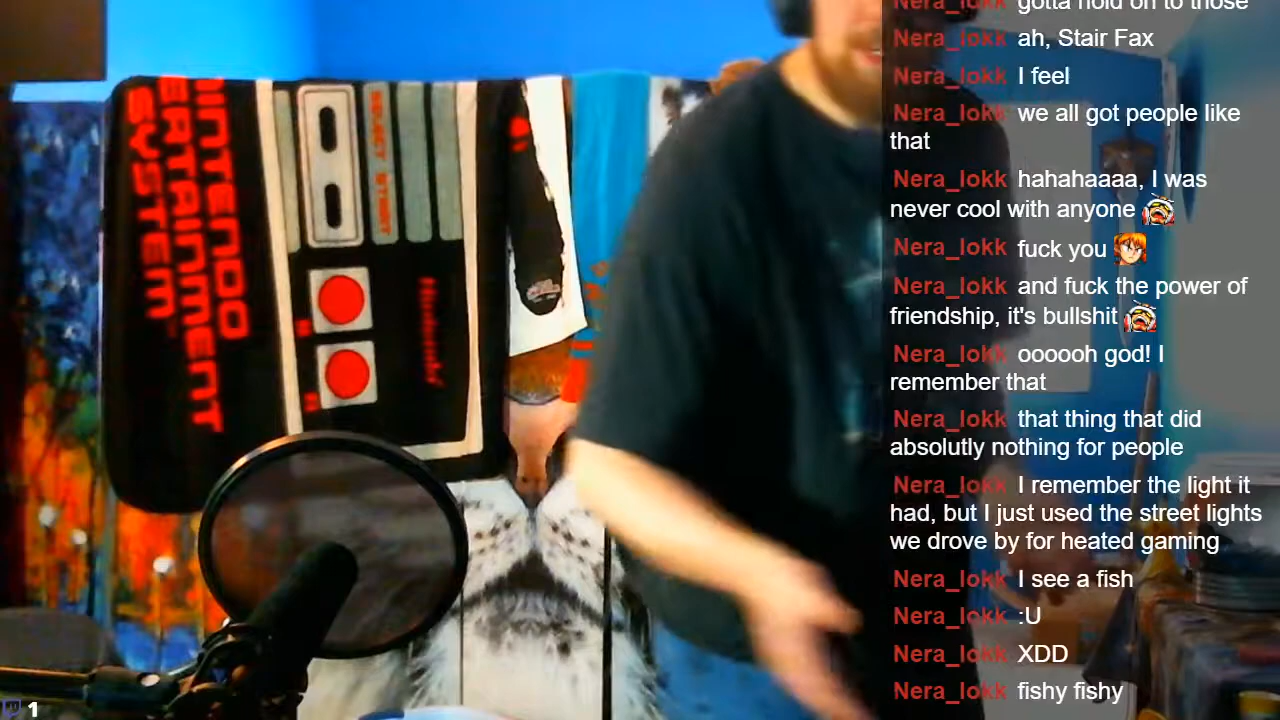 NINTENDO
ENTERTAINMENT
SYSTEM
SELECT START
Nintendo
Nera_lokk gotta hold on to those
Nera_lokk ah, Stair Fax
Nera_lokk I feel
Nera_lokk we all got people like
that
Nera_lokk hahahaaaa, I was
never cool with anyone
Nera_lokk fuck you
Nera_lokk and fuck the power of
friendship, it's bullshit
Nera_lokk oooooh god! I
remember that
Nera_lokk that thing that did
absolutly nothing for people
Nera_lokk I remember the light it
had, but I just used the street lights
we drove by for heated gaming
Nera_lokk I see a fish
Nera_lokk :U
Nera_lokk XDD
Nera_lokk fishy fishy
1